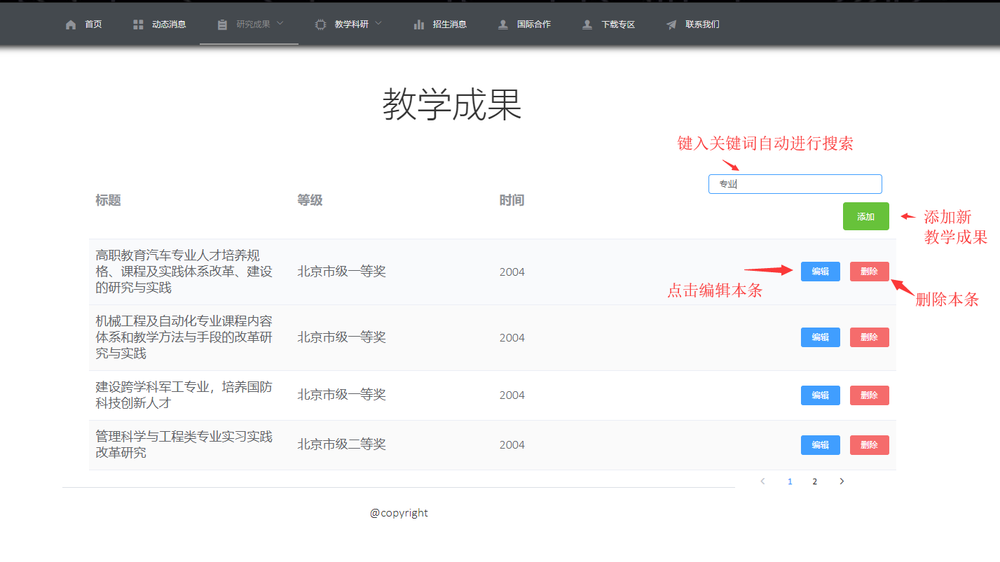 首页 动态消息 研究成果 教学科研 招生消息 国际合作 下载专区 联系我们
教学成果
键入关键词自动进行搜索
专业
标题 等级 时间
添加
添加新
教学成果
高职教育汽车专业人才培养规
格、课程及实践体系改革、建设
的研究与实践
北京市级一等奖 2004 编辑 删除
点击编辑本条
删除本条
机械工程及自动化专业课程内容
体系和教学方法与手段的改革研
究与实践
北京市级一等奖 2004 编辑 删除
建设跨学科军工专业，培养国防
科技创新人才
北京市级一等奖 2004 编辑 删除
管理科学与工程类专业实习实践
改革研究
北京市级二等奖 2004 编辑 删除
1 2
@copyright